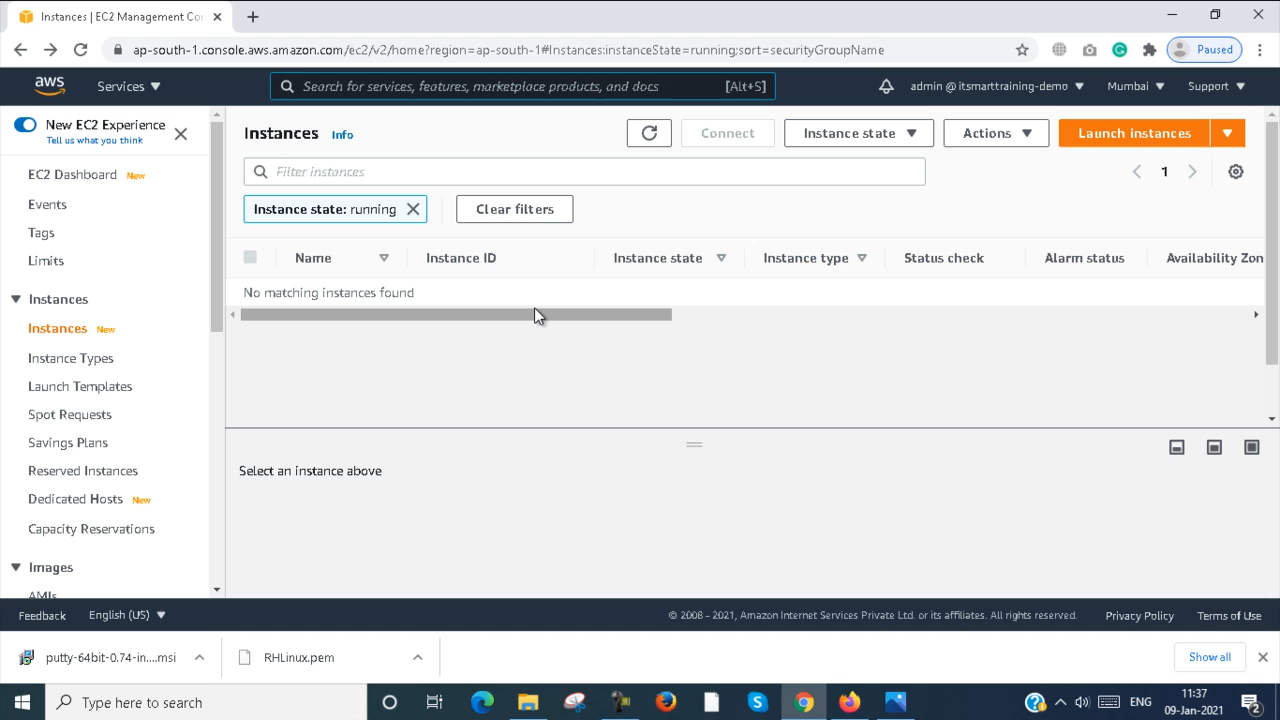 Instances | EC2 Management Co
ap-south-1.console.aws.amazon.com/ec2/v2/home?region=ap-south-1#Instances:instanceState=running;sort=securityGroupName
Paused
aws
Services
Search for services, features, marketplace products, and docs
[Alt+S]
admin @ itsmarttraining-demo
Mumbai
Support
New EC2 Experience
Tell us what you think
EC2 Dashboard New
Events
Tags
Limits
Instances
Instances New
Instance Types
Launch Templates
Spot Requests
Savings Plans
Reserved Instances
Dedicated Hosts New
Capacity Reservations
Images
AMIs
Instances Info
Connect
Instance state
Actions
Launch instances
Filter instances
1
Instance state: running
Clear filters
Name
Instance ID
Instance state
Instance type
Status check
Alarm status
Availability Zon
No matching instances found
Select an instance above
Feedback
English (US)
© 2008 - 2021, Amazon Internet Services Private Ltd. or its affiliates. All rights reserved.
Privacy Policy
Terms of Use
putty-64bit-0.74-in....msi
RHLinux.pem
Show all
Type here to search
ENG
11:37
09-Jan-2021
2